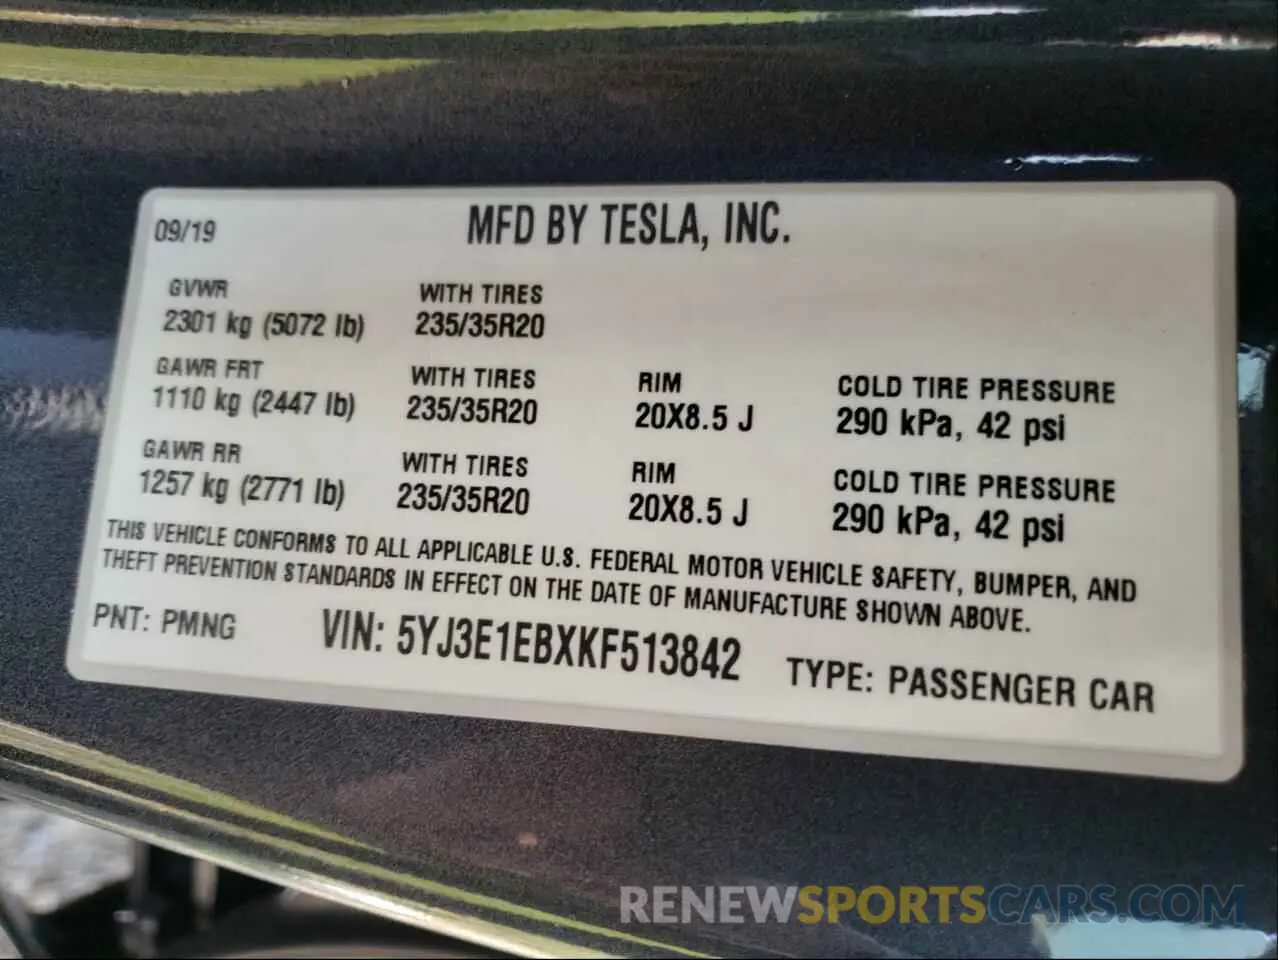 09/19 MFD BY TESLA, INC.
GVWR WITH TIRES
2301 kg (5072 lb) 235/35R20
GAWR FRT WITH TIRES RIM COLD TIRE PRESSURE
1110 kg (2447 lb) 235/35R20 20X8.5 J 290 kPa, 42 psi
GAWR RR WITH TIRES RIM COLD TIRE PRESSURE
1257 kg (2771 lb) 235/35R20 20X8.5 J 290 kPa, 42 psi
THIS VEHICLE CONFORMS TO ALL APPLICABLE U.S. FEDERAL MOTOR VEHICLE SAFETY, BUMPER, AND
THEFT PREVENTION STANDARDS IN EFFECT ON THE DATE OF MANUFACTURE SHOWN ABOVE.
PNT: PMNG VIN: 5YJ3E1EBXKF513842 TYPE: PASSENGER CAR
RENEWSPORTSCARS.COM